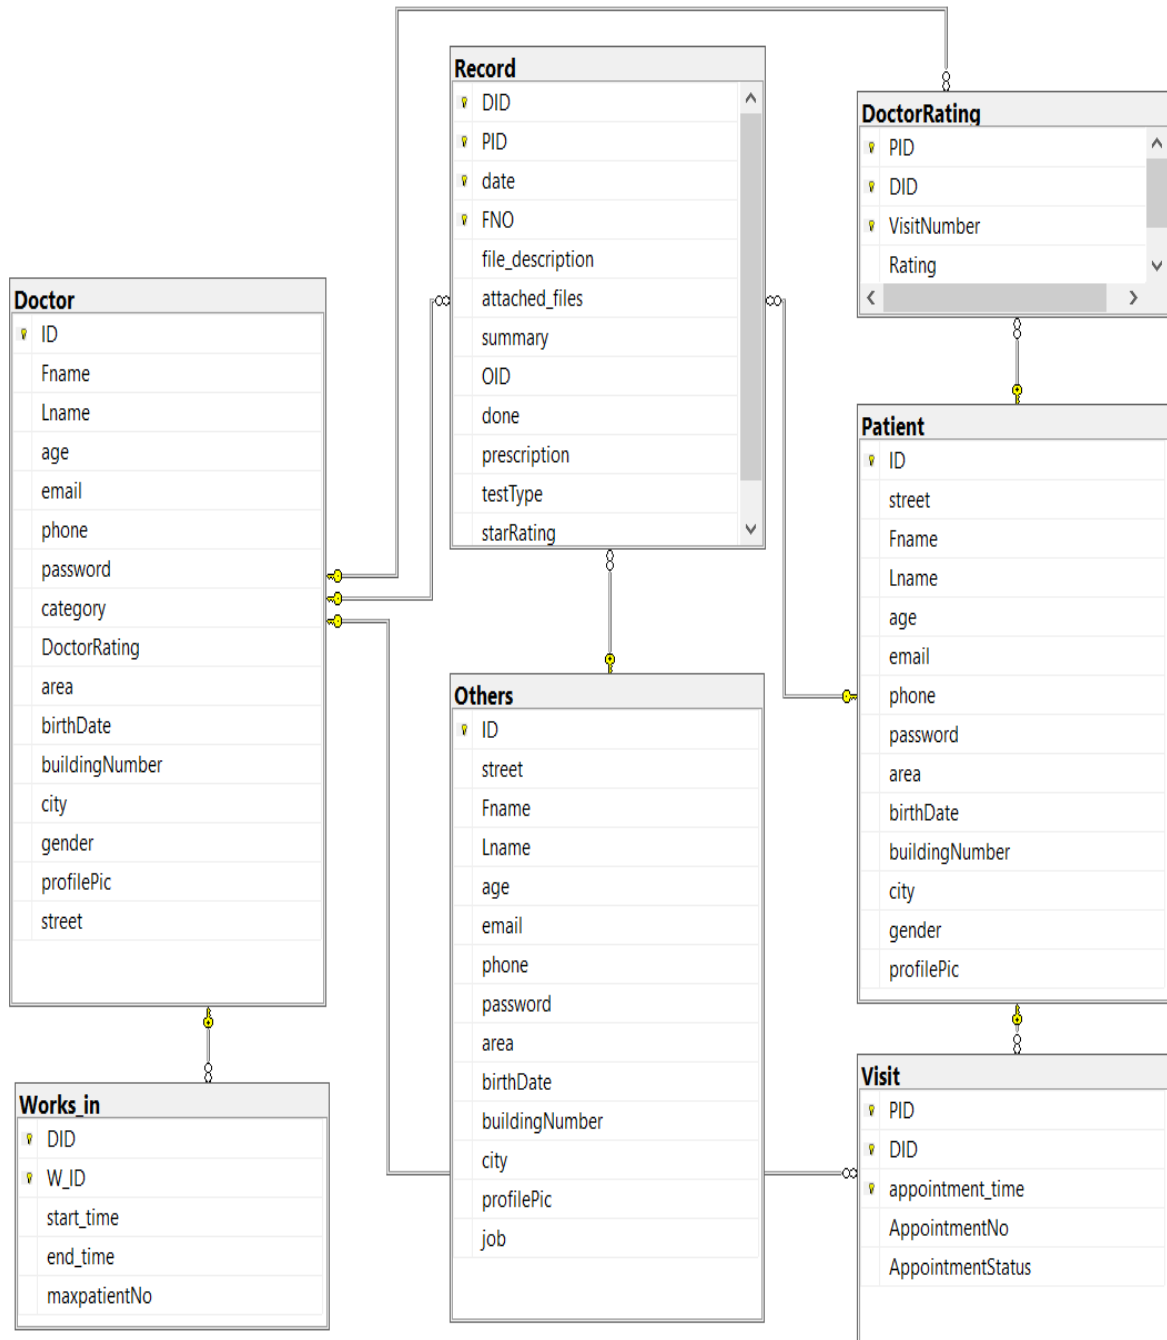 Record
DID
PID
date
FNO
file_description
attached_files
summary
OID
done
prescription
testType
starRating
DoctorRating
PID
DID
VisitNumber
Rating
Doctor
ID
Fname
Lname
age
email
phone
password
category
DoctorRating
area
birthDate
buildingNumber
city
gender
profilePic
street
Patient
ID
street
Fname
Lname
age
email
phone
password
area
birthDate
buildingNumber
city
gender
profilePic
Others
ID
street
Fname
Lname
age
email
phone
password
area
birthDate
buildingNumber
city
profilePic
job
Works_in
DID
W_ID
start_time
end_time
maxpatientNo
Visit
PID
DID
appointment_time
AppointmentNo
AppointmentStatus